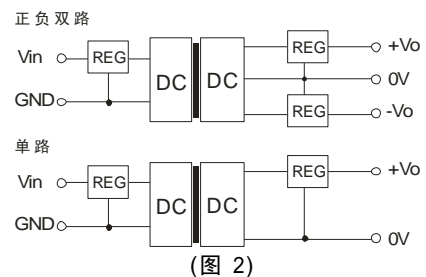 正负双路
Vin REG DC DC REG +Vo
0V
GND REG -Vo
单路
Vin REG DC DC REG +Vo
GND 0V
(图 2)